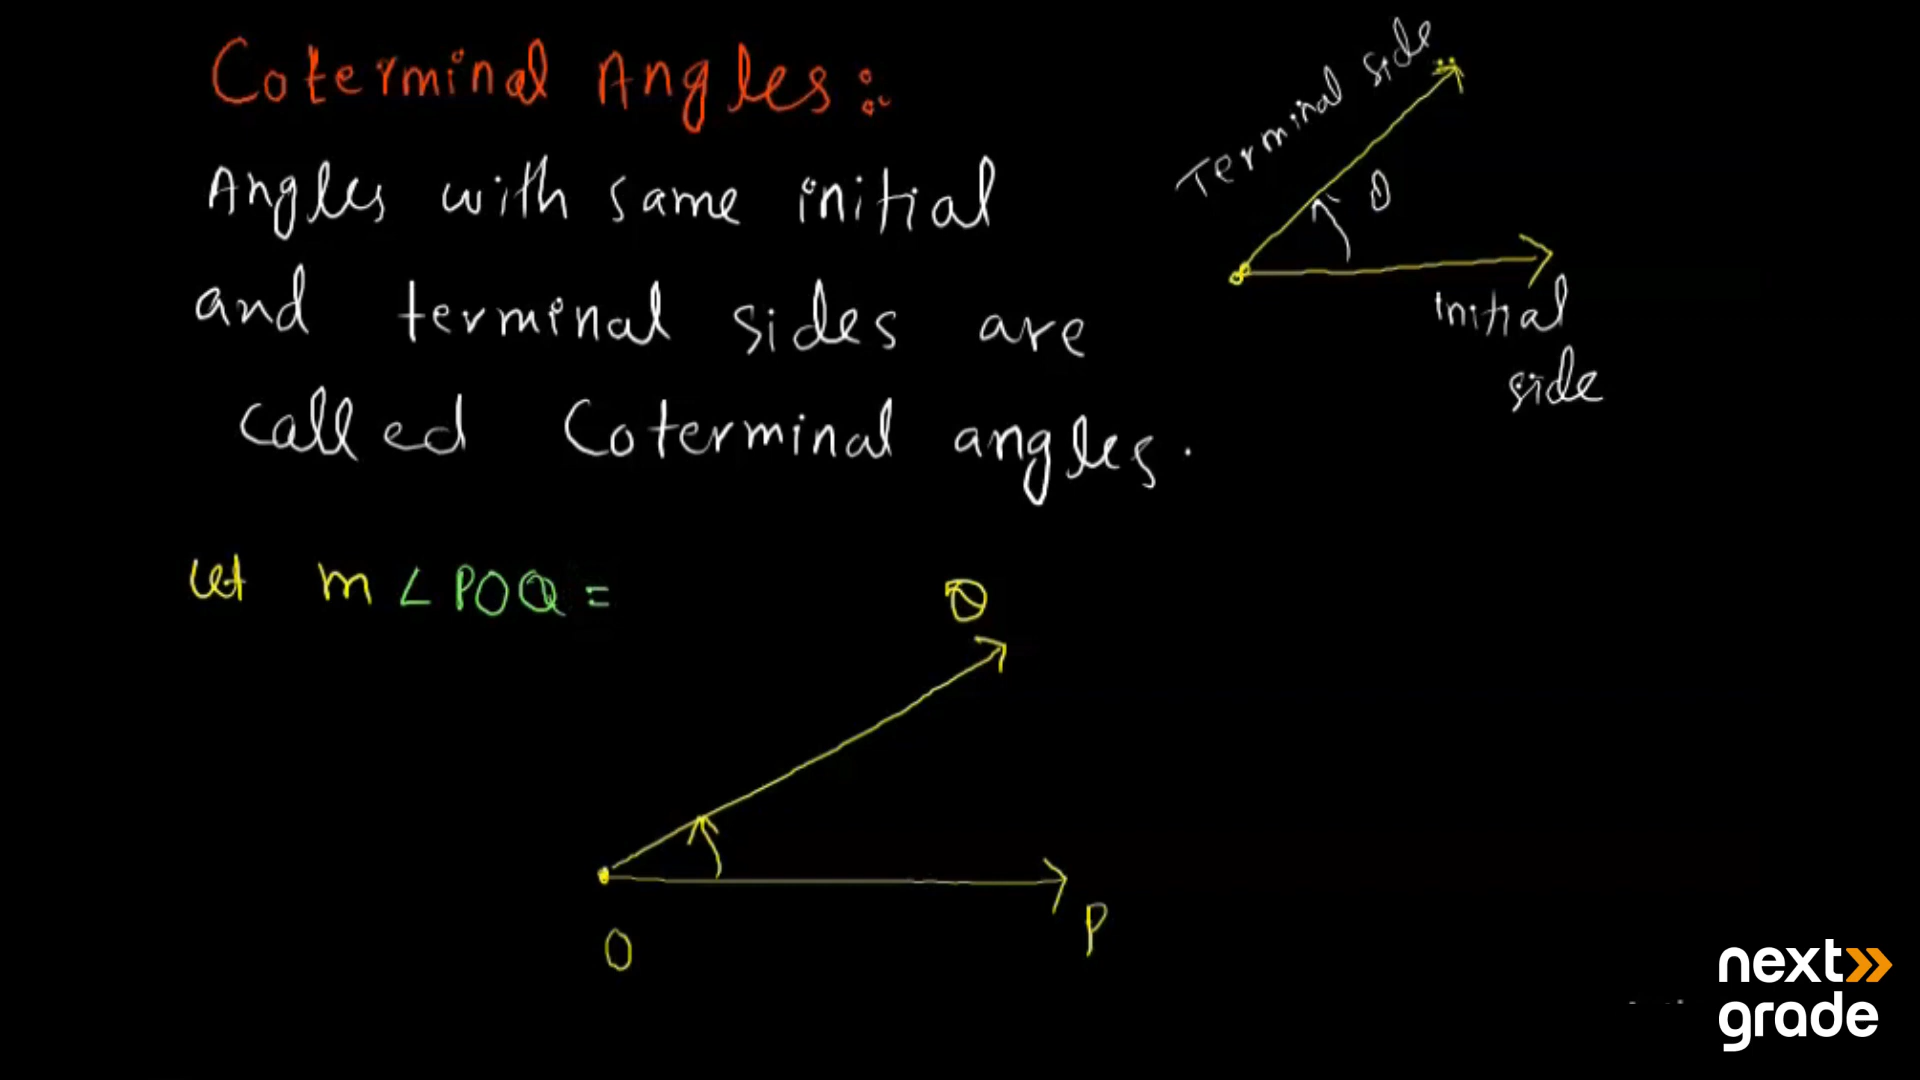 Coterminal Angles:
Angles with same initial
and terminal sides are
called Coterminal angles.
Terminal side
θ
initial
side
let m∠POQ =
Q
O
P
next
grade